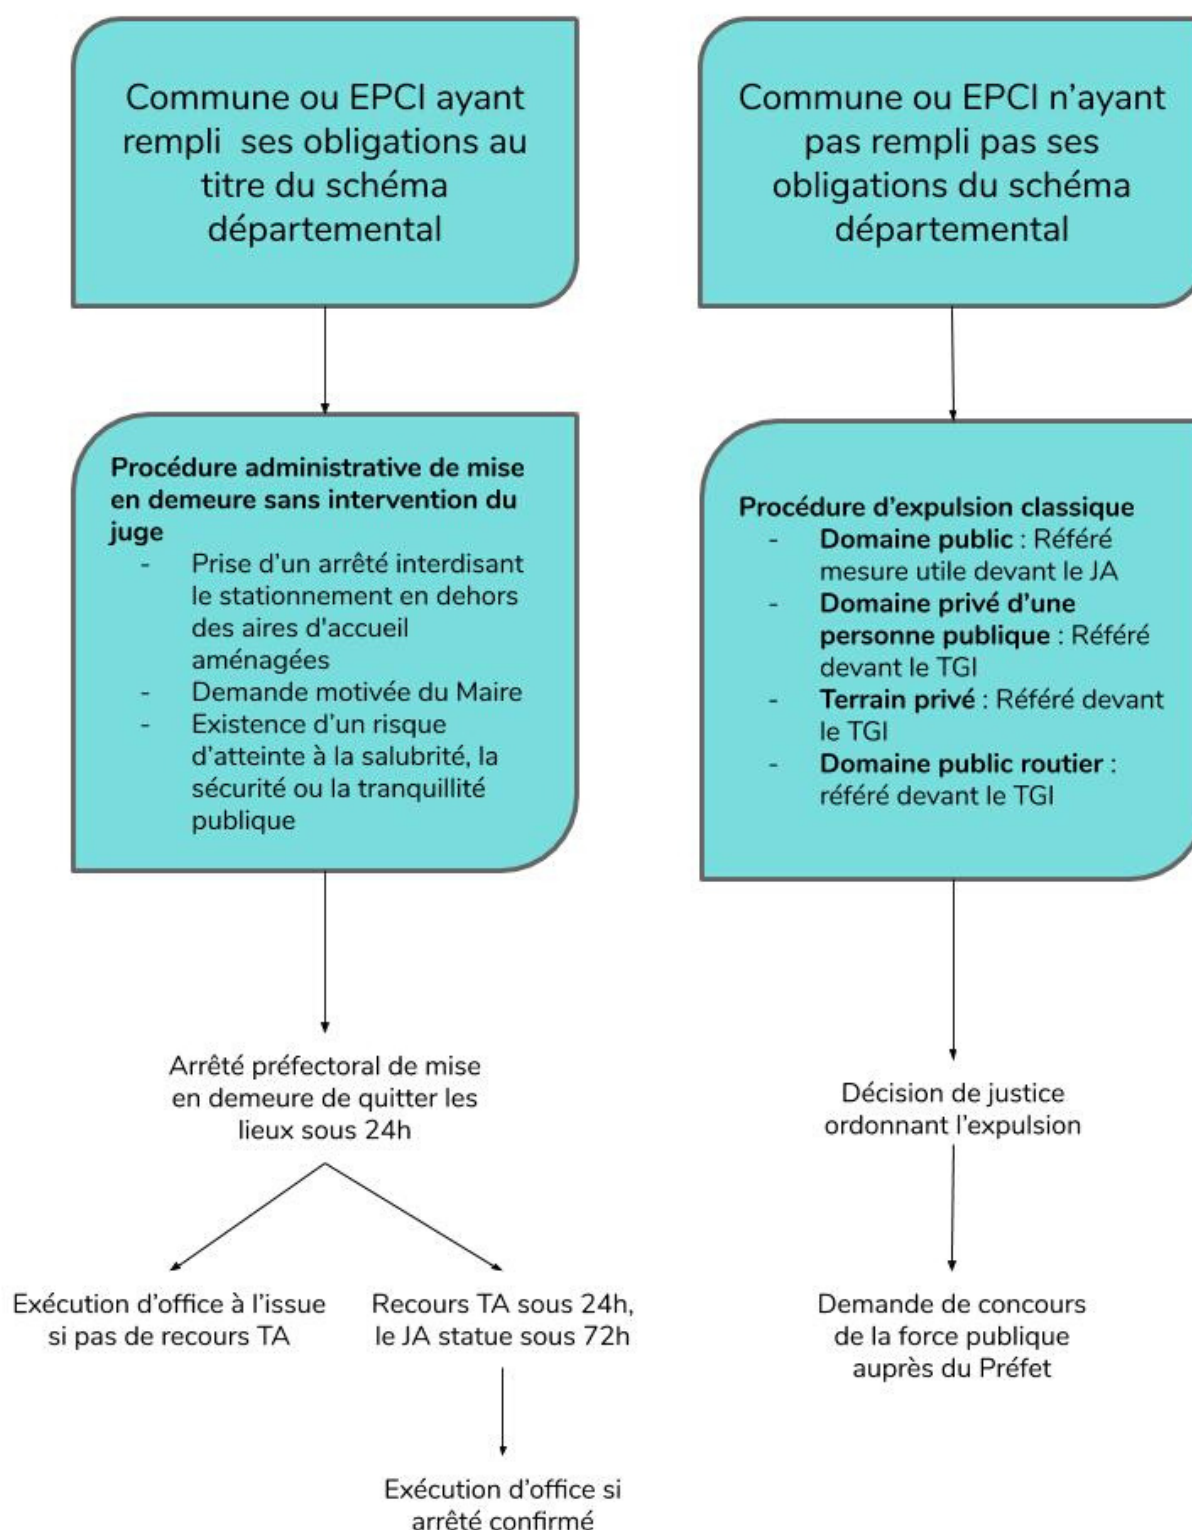 Commune ou EPCI ayant
rempli ses obligations au
titre du schéma
départemental
Procédure administrative de mise
en demeure sans intervention du
juge
- Prise d'un arrêté interdisant
le stationnement en dehors
des aires d'accueil
aménagées
- Demande motivée du Maire
- Existence d'un risque
d'atteinte à la salubrité, la
sécurité ou la tranquillité
publique
Arrêté préfectoral de mise
en demeure de quitter les
lieux sous 24h
Exécution d'office à l'issue
si pas de recours TA
Recours TA sous 24h,
le JA statue sous 72h
Exécution d'office si
arrêté confirmé
Commune ou EPCI n'ayant
pas rempli pas ses
obligations du schéma
départemental
Procédure d'expulsion classique
- Domaine public : Référé
mesure utile devant le JA
- Domaine privé d'une
personne publique : Référé
devant le TGI
- Terrain privé : Référé devant
le TGI
- Domaine public routier :
référé devant le TGI
Décision de justice
ordonnant l'expulsion
Demande de concours
de la force publique
auprès du Préfet